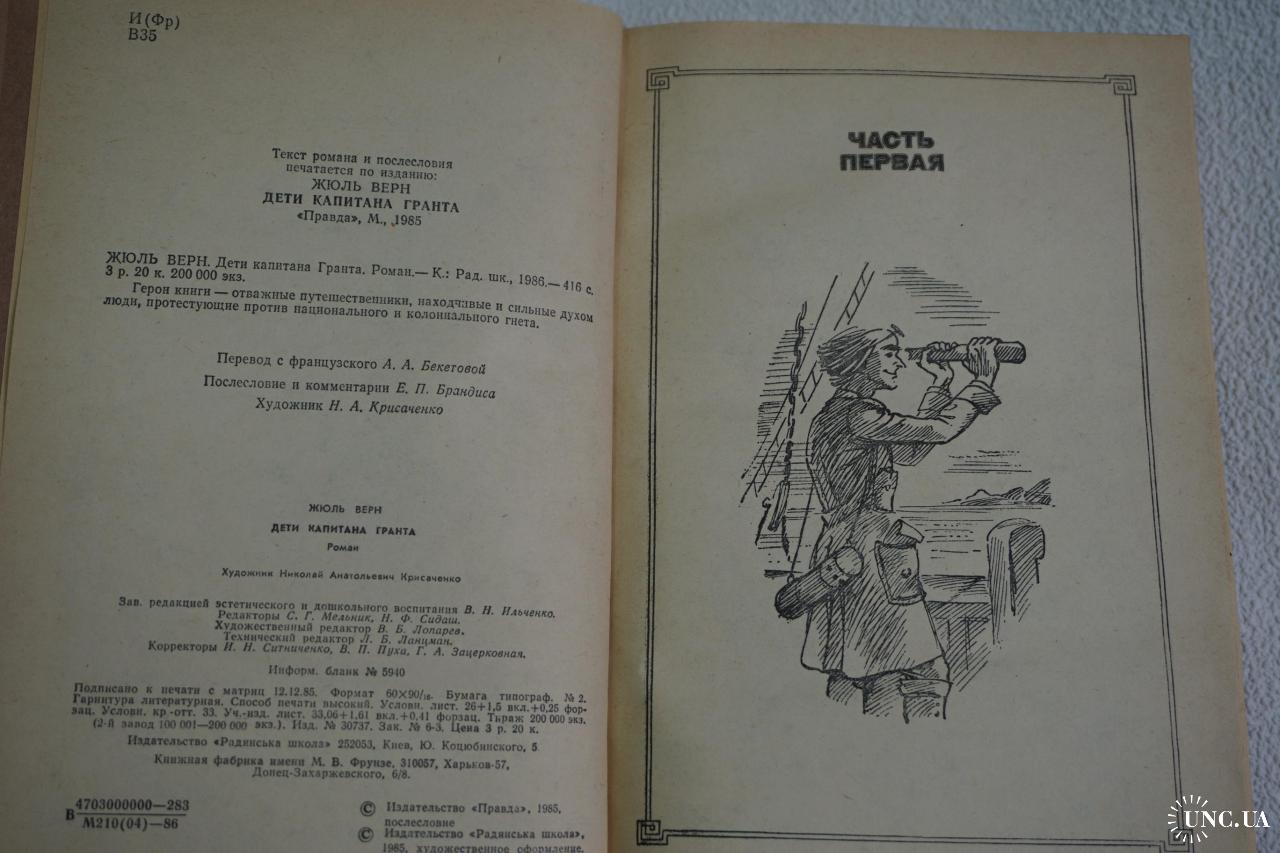 И(Фр)
В35
Текст романа и послесловия
печатается по изданию:
ЖЮЛЬ ВЕРН
ДЕТИ КАПИТАНА ГРАНТА
«Правда», М., 1985
ЖЮЛЬ ВЕРН. Дети капитана Гранта. Роман.— К.: Рад. шк., 1986.— 416 с.
3 р. 20 к. 200 000 экз.
Герои книги — отважные путешественники, находчивые и сильные духом
люди, протестующие против национального и колониального гнета.
Перевод с французского А. А. Бекетовой
Послесловие и комментарии Е. П. Брандиса
Художник Н. А. Крисаченко
ЖЮЛЬ ВЕРН
ДЕТИ КАПИТАНА ГРАНТА
Роман
Художник Николай Анатольевич Крисаченко
Зав. редакцией эстетического и дошкольного воспитания В. Н. Ильченко.
Редакторы С. Г. Мельник, Н. Ф. Сидаш.
Художественный редактор В. Б. Лопарев.
Технический редактор Л. Б. Ланцман.
Корректоры И. Н. Ситниченко, В. П. Пуха, Г. А. Зацерковная.
Информ. бланк № 5940
Подписано к печати с матриц 12.12.85. Формат 60×90/16. Бумага типограф. № 2.
Гарнитура литературная. Способ печати высокий. Условн. лист. 26+1,5 вкл.+0,25 фор-
зац. Условн. кр-отт. 33. Уч.-изд. лист. 33,06+1,61 вкл.+0,41 форзац. Тираж 200 000 экз.
(2-й завод 100 001—200 000 экз.). Изд. № 30737. Зак. № 6-3. Цена 3 р. 20 к.
Издательство «Радянська школа» 252053, Киев, Ю. Коцюбинского, 5
Книжная фабрика имени М. В. Фрунзе, 310057, Харьков-57,
Донец-Захаржевского, 6/8.
В 4703000000—283
М210(04)—86
© Издательство «Правда», 1985,
послесловие
© Издательство «Радянська школа»,
1985, художественное оформление.
ЧАСТЬ
ПЕРВАЯ
UNC.UA